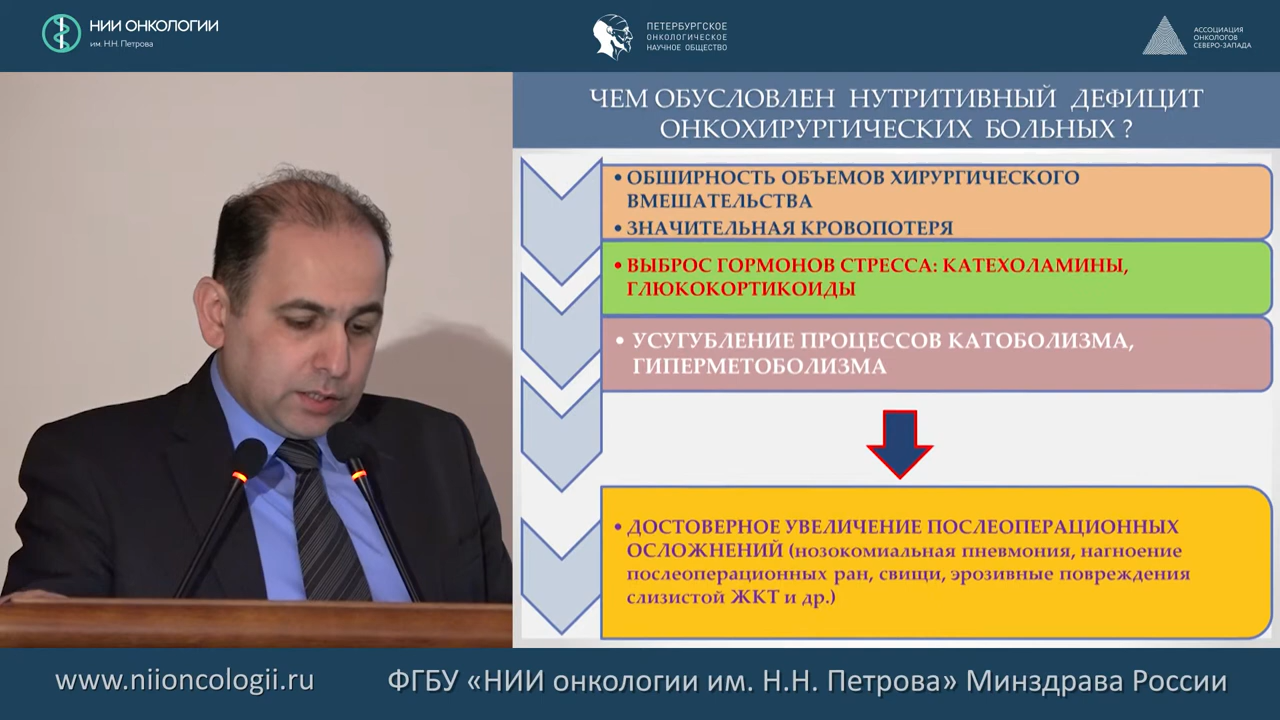 НИИ ОНКОЛОГИИ
им. Н.Н. Петрова
ПЕТЕРБУРГСКОЕ
ОНКОЛОГИЧЕСКОЕ
НАУЧНОЕ ОБЩЕСТВО
АССОЦИАЦИЯ
ОНКОЛОГОВ
СЕВЕРО-ЗАПАДА
ЧЕМ ОБУСЛОВЛЕН НУТРИТИВНЫЙ ДЕФИЦИТ
ОНКОХИРУРГИЧЕСКИХ БОЛЬНЫХ ?
• ОБШИРНОСТЬ ОБЪЕМОВ ХИРУРГИЧЕСКОГО
ВМЕШАТЕЛЬСТВА
• ЗНАЧИТЕЛЬНАЯ КРОВОПОТЕРЯ
• ВЫБРОС ГОРМОНОВ СТРЕССА: КАТЕХОЛАМИНЫ,
ГЛЮКОКОРТИКОИДЫ
• УСУГУБЛЕНИЕ ПРОЦЕССОВ КАТОБОЛИЗМА,
ГИПЕРМЕТОБОЛИЗМА
• ДОСТОВЕРНОЕ УВЕЛИЧЕНИЕ ПОСЛЕОПЕРАЦИОННЫХ
ОСЛОЖНЕНИЙ (нозокомиальная пневмония, нагноение
послеоперационных ран, свищи, эрозивные повреждения
слизистой ЖКТ и др.)
www.niioncologii.ru
ФГБУ «НИИ онкологии им. Н.Н. Петрова» Минздрава России